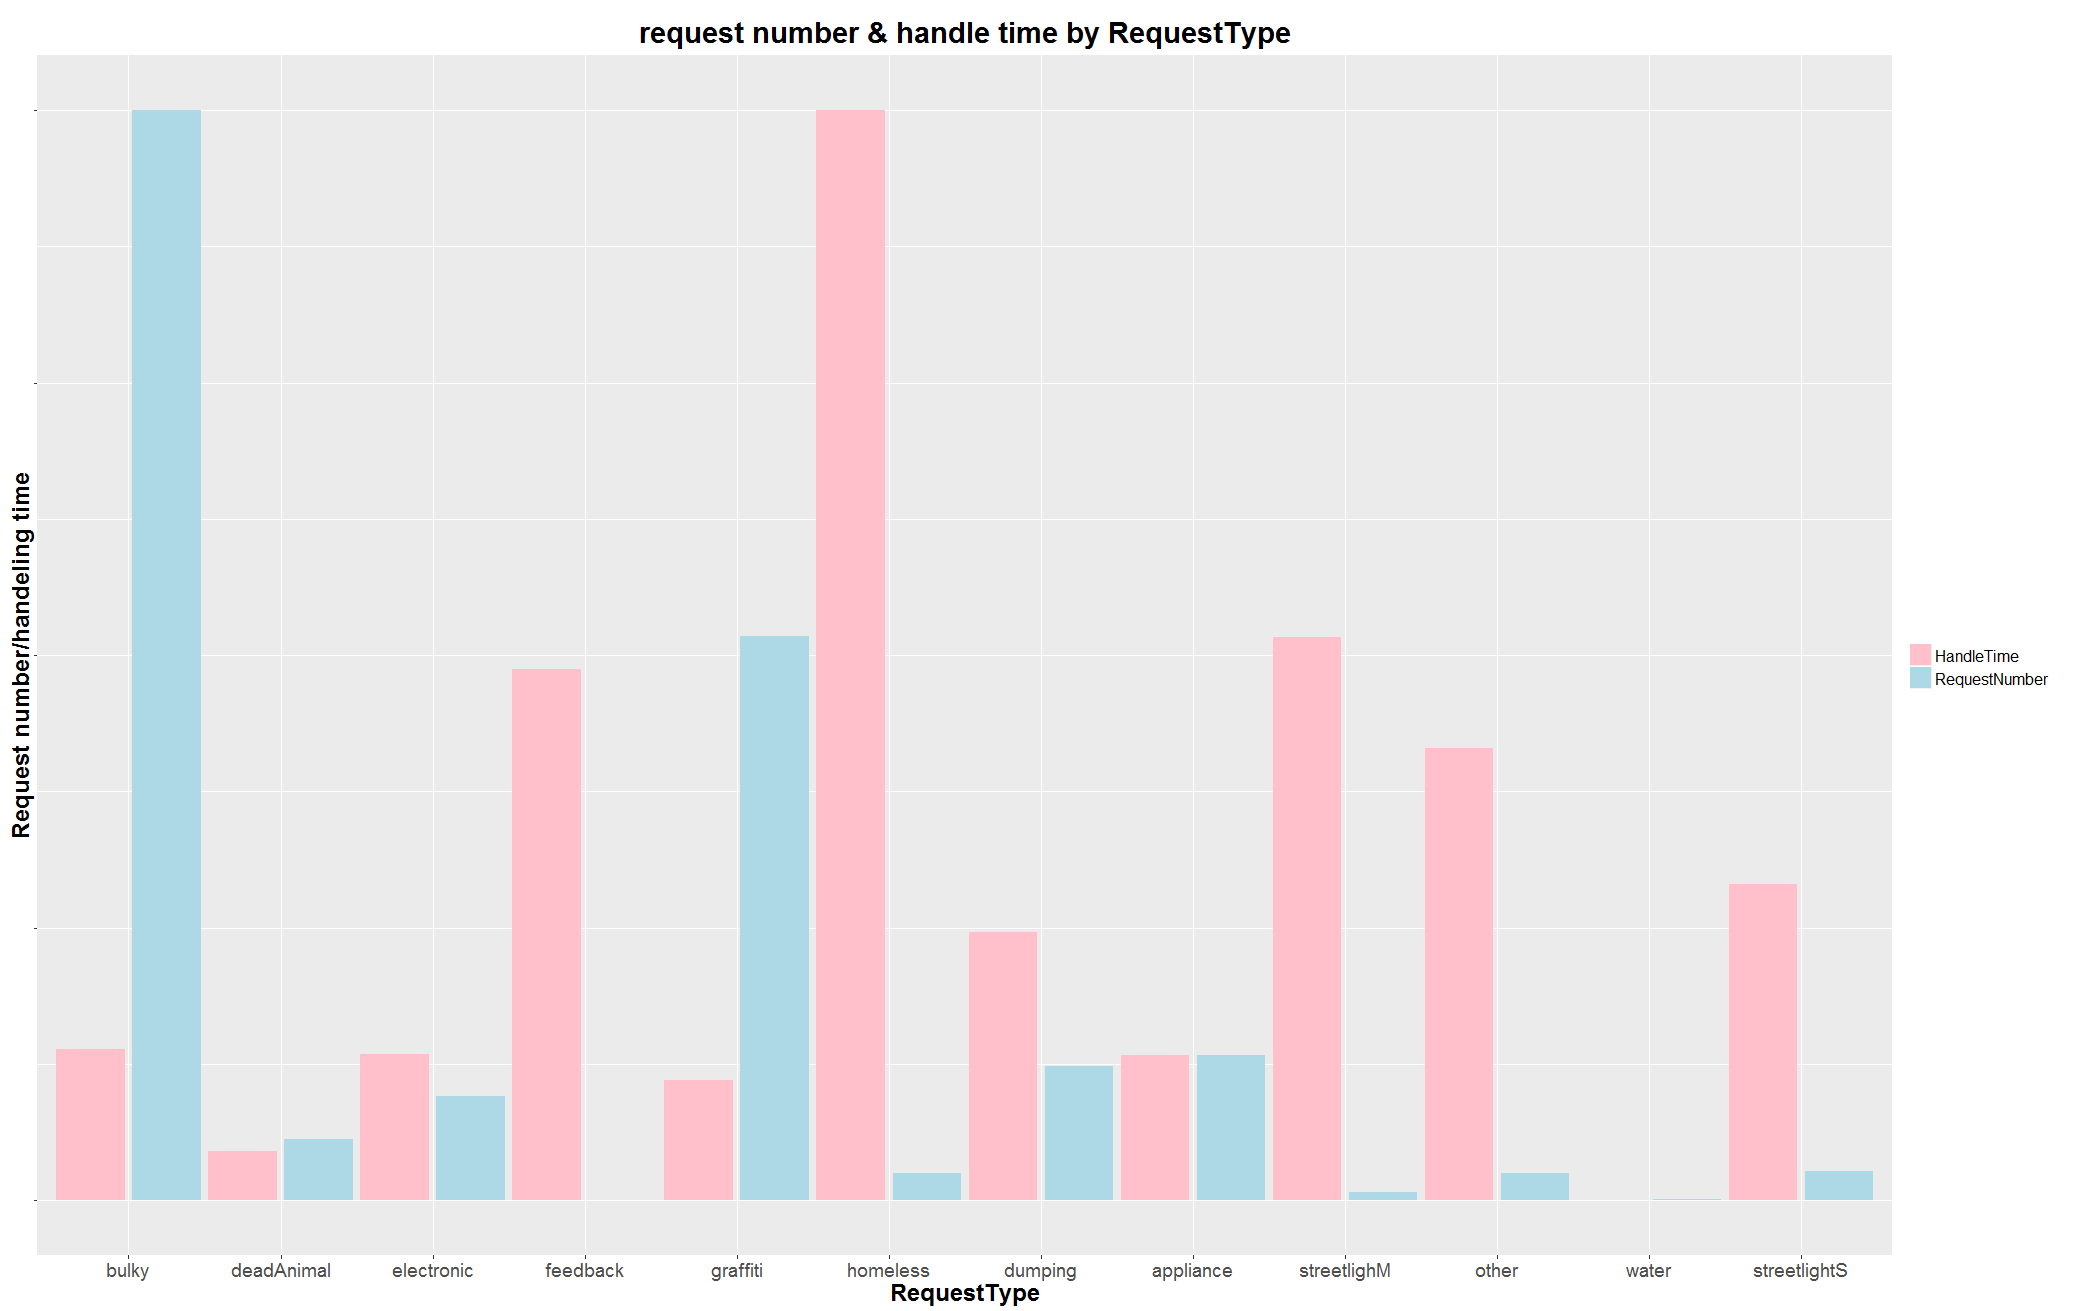 request number & handle time by RequestType
Request number/handeling time
HandleTime
RequestNumber
bulky deadAnimal electronic feedback graffiti homeless dumping appliance streetlighM other water streetlightS
RequestType